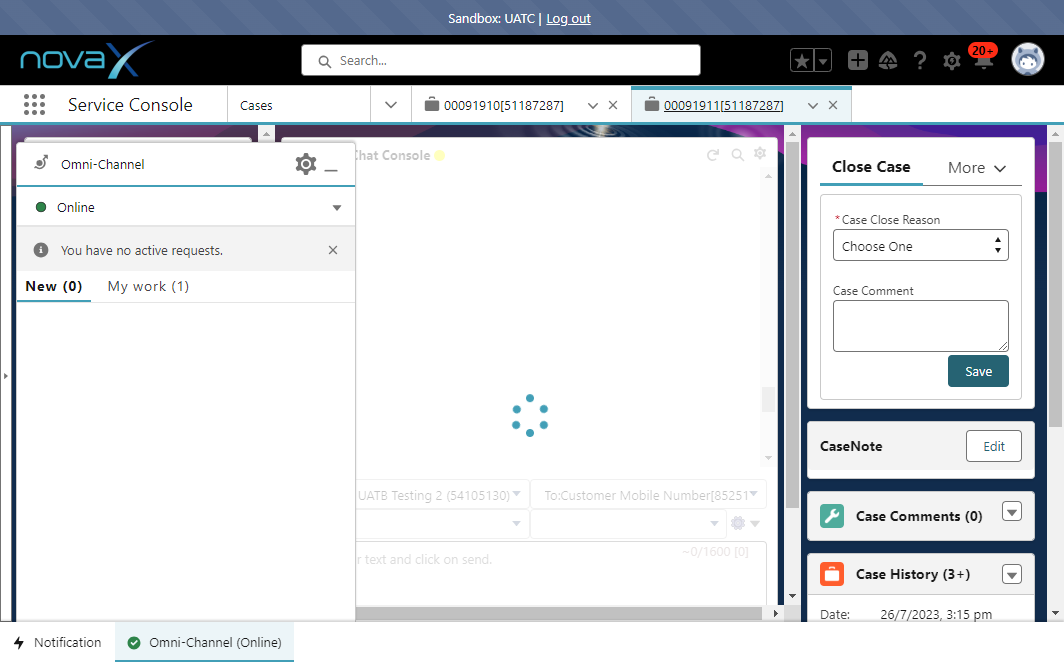 Sandbox: UATC | Log out
novaX
Search...
20+
Service Console
Cases
00091910[51187287]
00091911[51187287]
Omni-Channel
Online
You have no active requests.
New (0) My work (1)
Chat Console
UATB Testing 2 (54105130)
To:Customer Mobile Number[85251
r text and click on send.
~0/1600 [0]
Close Case
More
*Case Close Reason
Choose One
Case Comment
Save
CaseNote
Edit
Case Comments (0)
Case History (3+)
Date: 26/7/2023, 3:15 pm
Notification
Omni-Channel (Online)